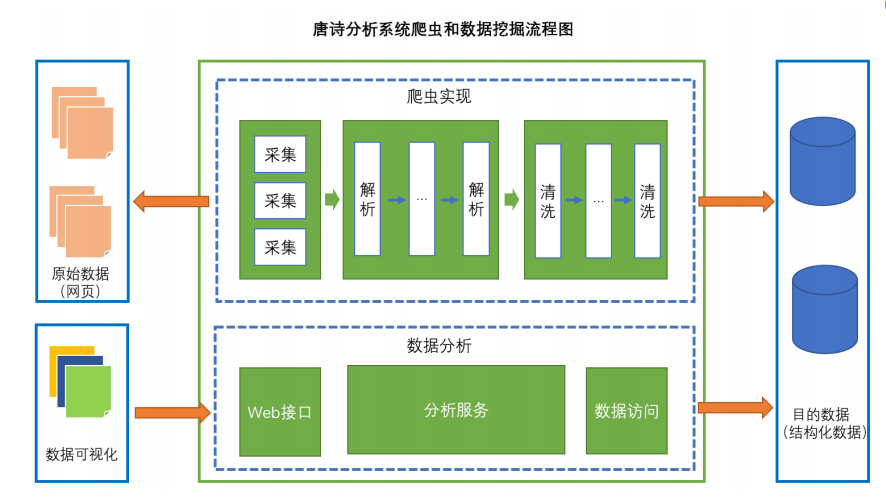 唐诗分析系统爬虫和数据挖掘流程图
爬虫实现
采集
采集
采集
解析
...
解析
清洗
...
清洗
原始数据
（网页）
数据分析
Web接口
分析服务
数据访问
数据可视化
目的数据
（结构化数据）